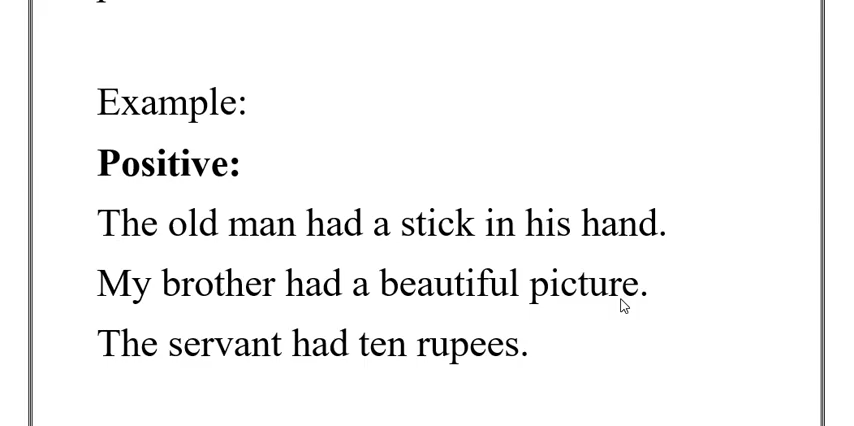 Example:
Positive:
The old man had a stick in his hand.
My brother had a beautiful picture.
The servant had ten rupees.